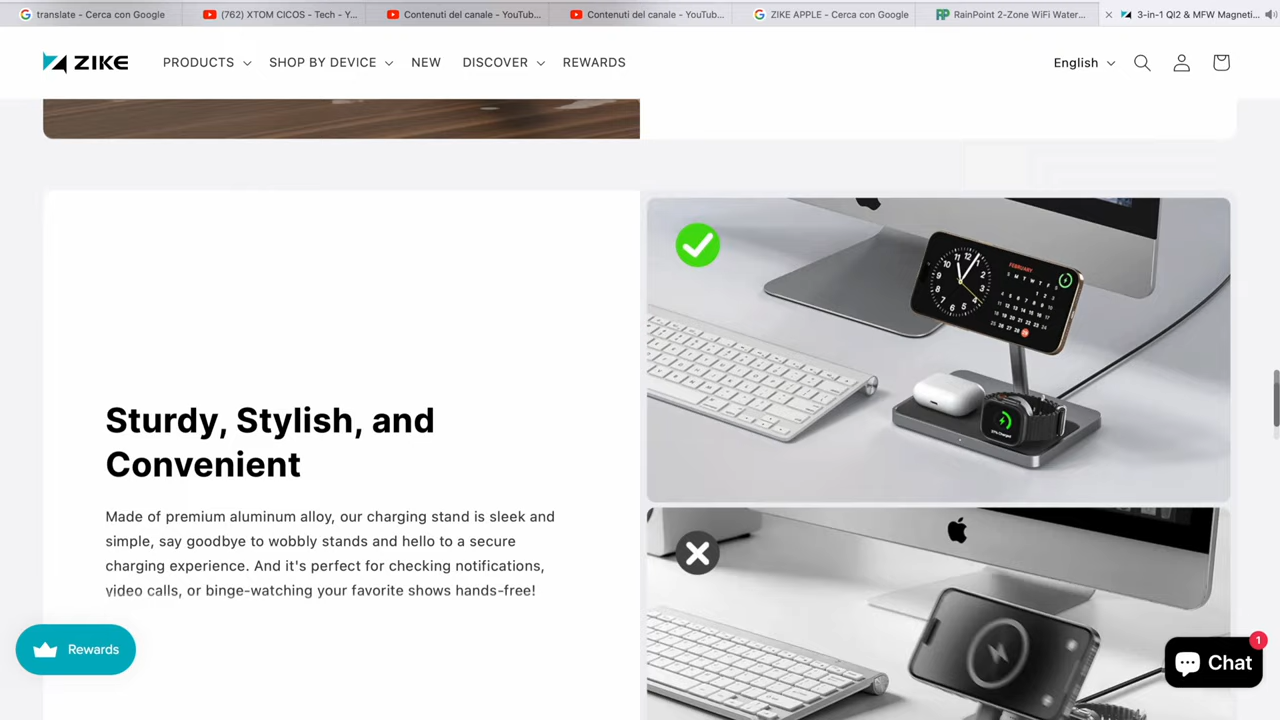 translate - Cerca con Google
(762) XTOM CICOS - Tech - Y...
Contenuti del canale - YouTub...
Contenuti del canale - YouTub...
ZIKE APPLE - Cerca con Google
RainPoint 2-Zone WiFi Water...
3-in-1 QI2 & MFW Magneti...
ZIKE
PRODUCTS
SHOP BY DEVICE
NEW
DISCOVER
REWARDS
English
Sturdy, Stylish, and
Convenient
Made of premium aluminum alloy, our charging stand is sleek and
simple, say goodbye to wobbly stands and hello to a secure
charging experience. And it's perfect for checking notifications,
video calls, or binge-watching your favorite shows hands-free!
FEBRUARY
Rewards
1
Chat